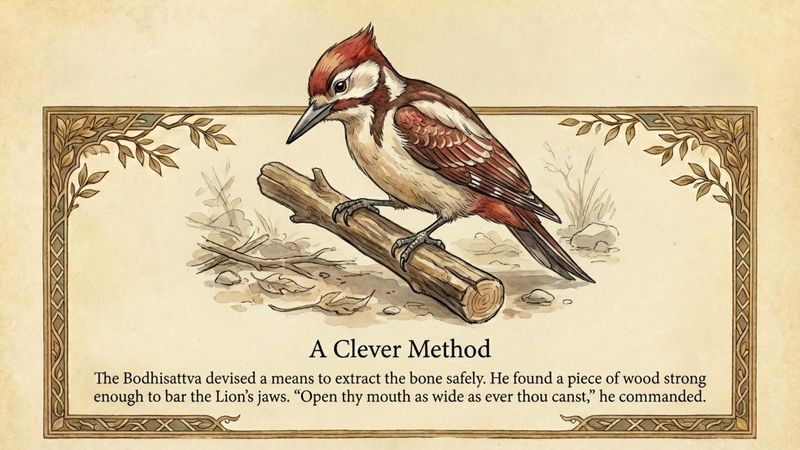 A Clever Method
The Bodhisattva devised a means to extract the bone safely. He found a piece of wood strong
enough to bar the Lion’s jaws. “Open thy mouth as wide as ever thou canst,” he commanded.